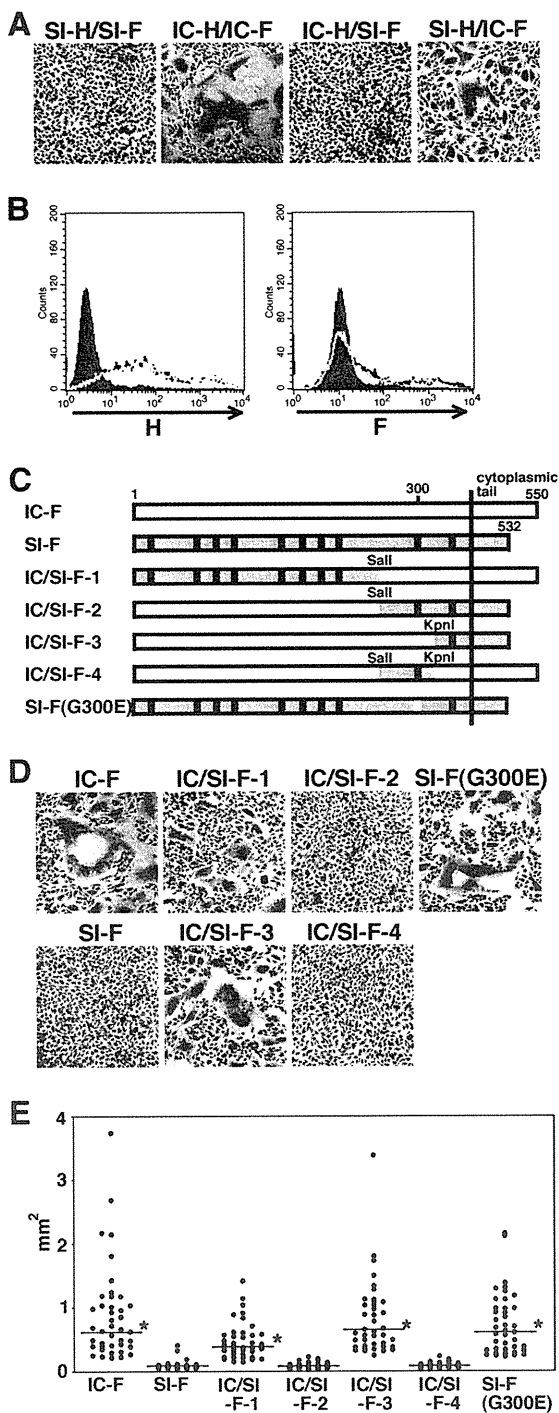 A
SI-H/SI-F IC-H/IC-F IC-H/SI-F SI-H/IC-F
B
Counts
0 40 80 120 160 200
10⁰ 10¹ 10² 10³ 10⁴
H
Counts
0 40 80 120 160 200
10⁰ 10¹ 10² 10³ 10⁴
F
C
cytoplasmic
tail
1 300 550
IC-F
532
SI-F
SalI
IC/SI-F-1
SalI
IC/SI-F-2
KpnI
IC/SI-F-3
SalI KpnI
IC/SI-F-4
SI-F(G300E)
D
IC-F IC/SI-F-1 IC/SI-F-2 SI-F(G300E)
SI-F IC/SI-F-3 IC/SI-F-4
E
mm²
4
3
2
1
0
* * * *
IC-F SI-F IC/SI IC/SI IC/SI IC/SI SI-F
-F-1 -F-2 -F-3 -F-4 (G300E)